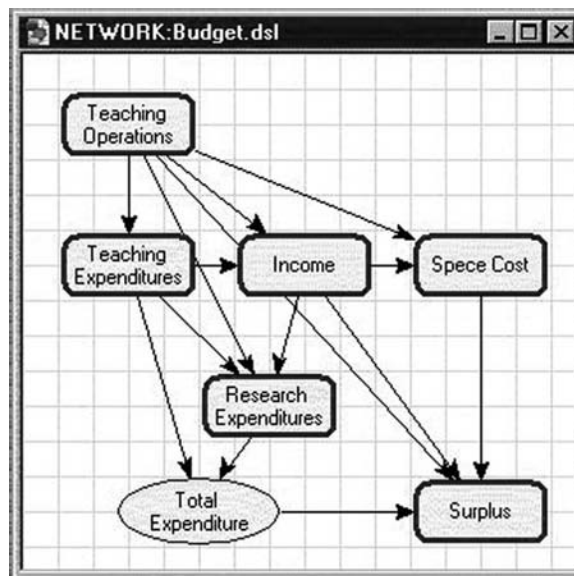 NETWORK:Budget.dsl
Teaching
Operations
Teaching
Expenditures
Income
Spece Cost
Research
Expenditures
Total
Expenditure
Surplus